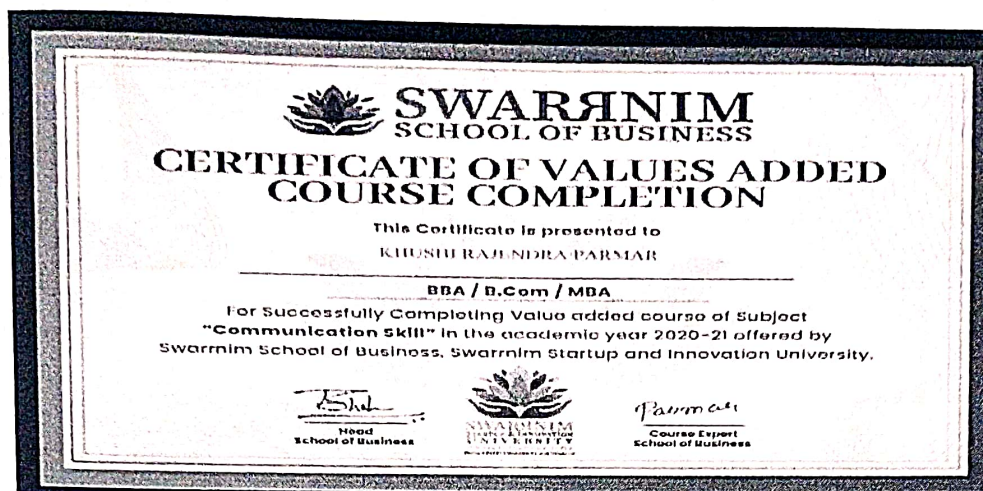 SWARRNIM
SCHOOL OF BUSINESS
CERTIFICATE OF VALUES ADDED
COURSE COMPLETION
This Certificate is presented to
KHUSHI RAJENDRA PARMAR
BBA / B.Com / MBA
For Successfully Completing Value added course of Subject
"Communication Skill" in the academic year 2020-21 offered by
Swarrnim School of Business, Swarrnim Startup and Innovation University.
Head
School of Business
SWARRNIM
UNIVERSITY
Course Expert
School of Business